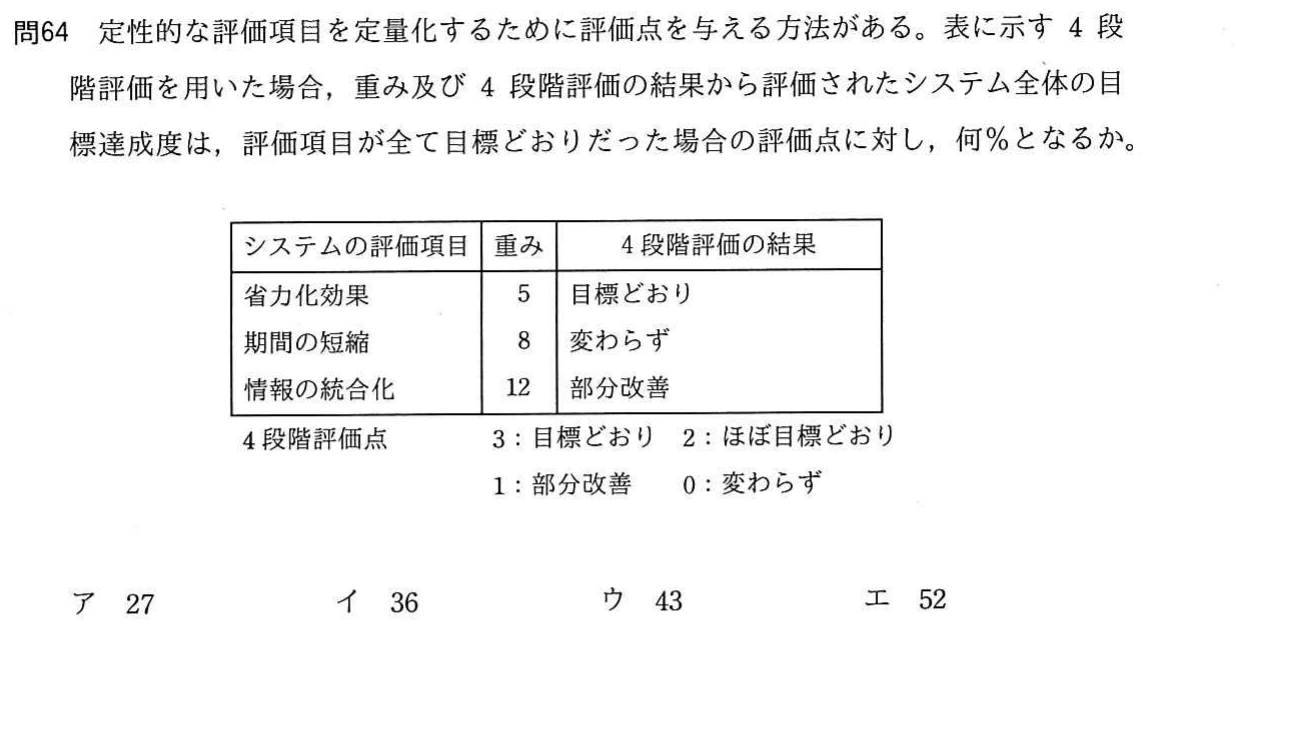 問64 定性的な評価項目を定量化するために評価点を与える方法がある。表に示す 4 段
階評価を用いた場合，重み及び 4 段階評価の結果から評価されたシステム全体の目
標達成度は，評価項目が全て目標どおりだった場合の評価点に対し，何％となるか。
システムの評価項目 重み 4 段階評価の結果
省力化効果 5 目標どおり
期間の短縮 8 変わらず
情報の統合化 12 部分改善
4 段階評価点 3：目標どおり 2：ほぼ目標どおり
1：部分改善 0：変わらず
ア 27 イ 36 ウ 43 エ 52